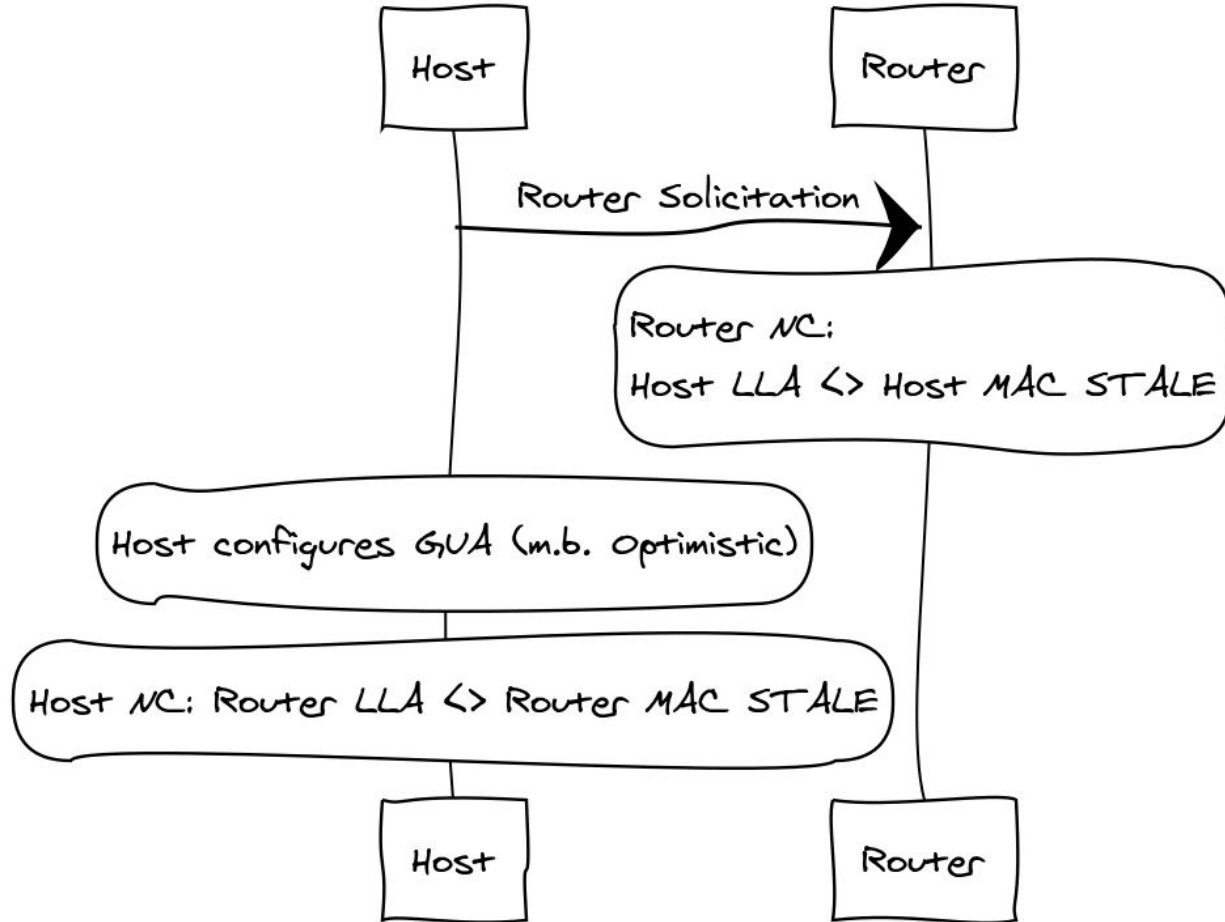 Host
Router
Router Solicitation
Router NC:
Host LLA <> Host MAC STALE
Host configures GUA (m.b. Optimistic)
Host NC: Router LLA <> Router MAC STALE
Host
Router